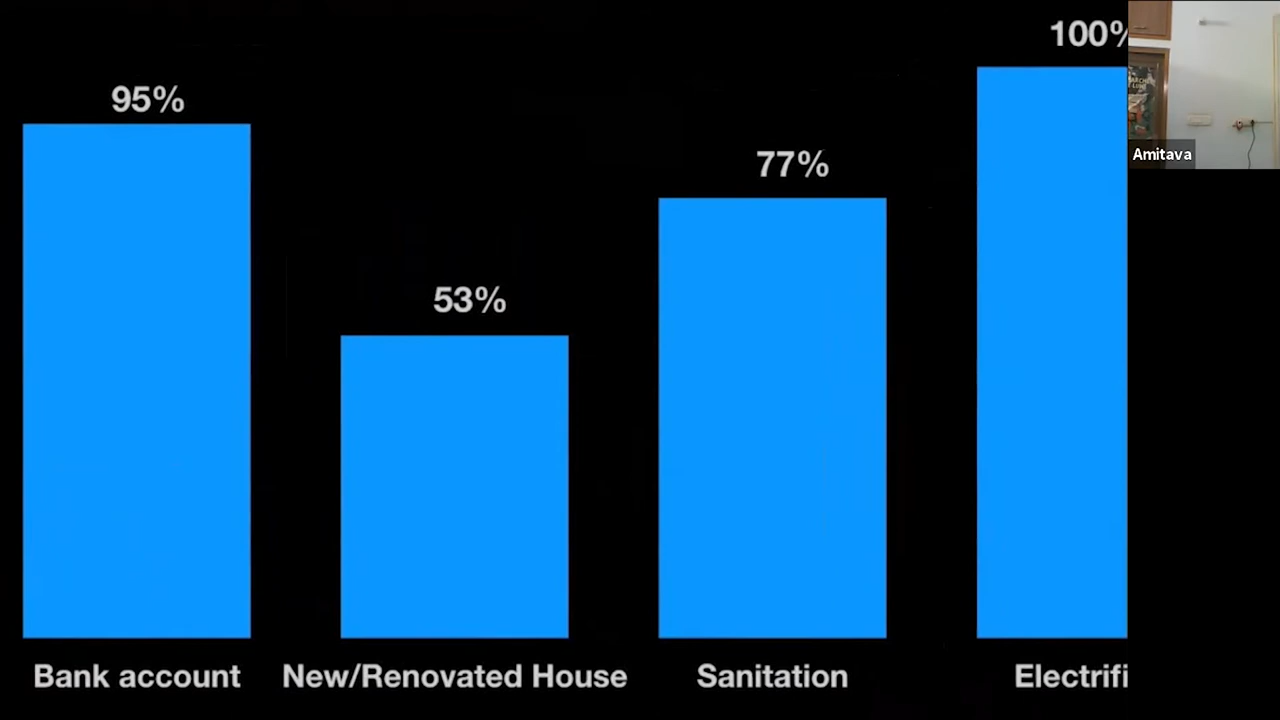 100%
95%
77%
53%
Bank account
New/Renovated House
Sanitation
Electrifi
Amitava